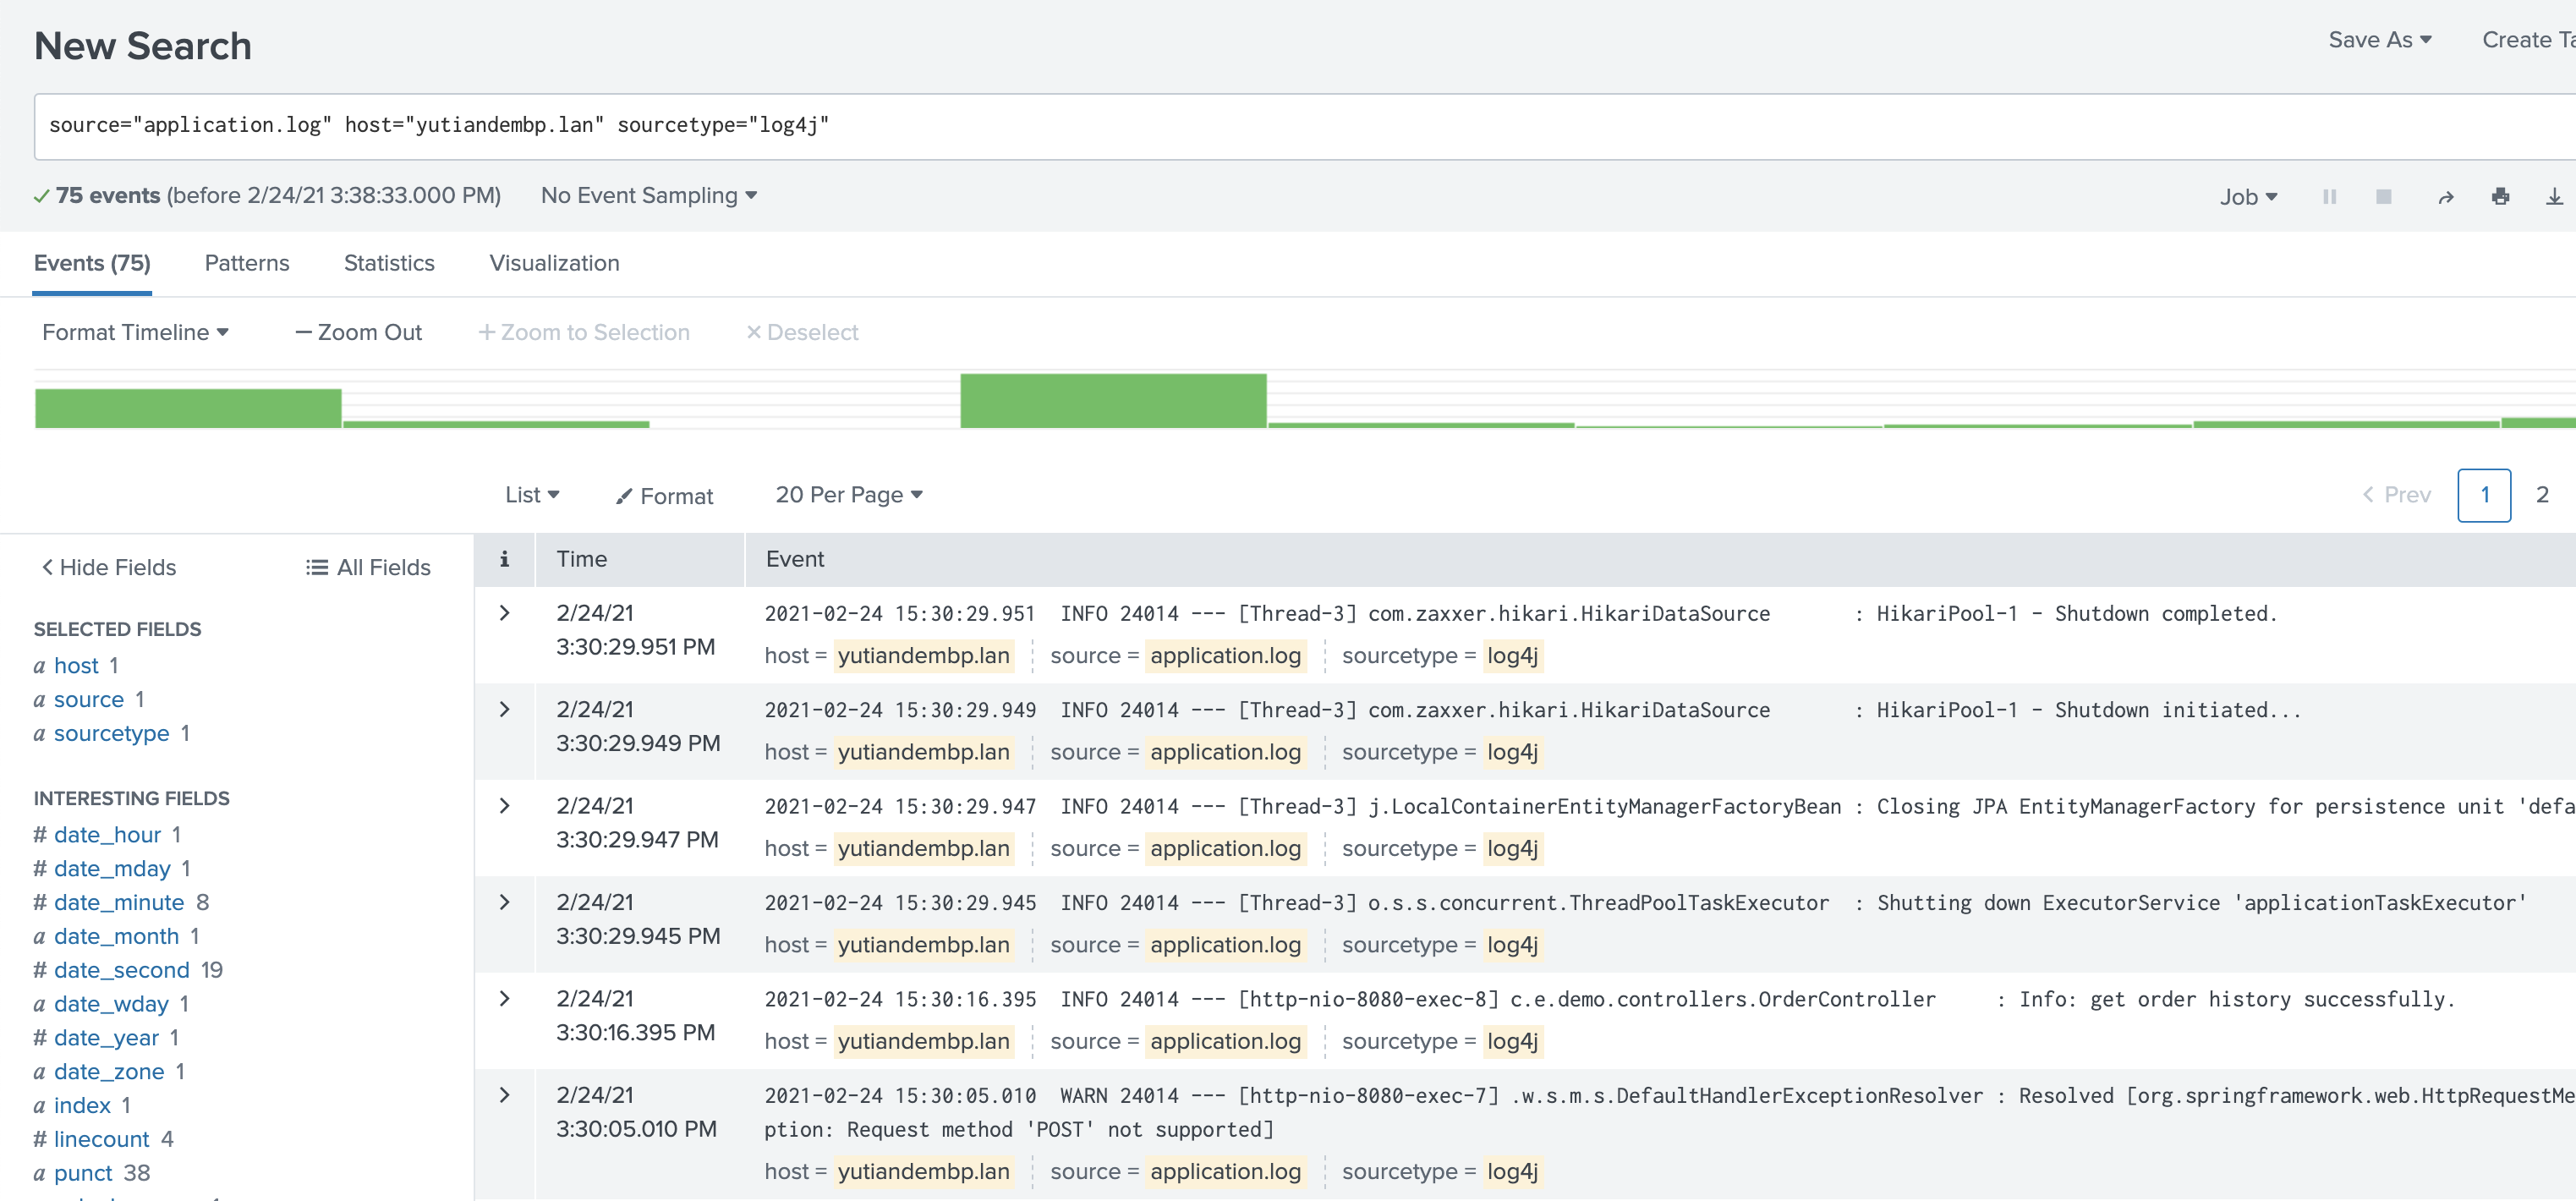 New Search
Save As
Create
source="application.log" host="yutiandembp.lan" sourcetype="log4j"
75 events (before 2/24/21 3:38:33.000 PM)
No Event Sampling
Job
Events (75)
Patterns
Statistics
Visualization
Format Timeline
— Zoom Out
+ Zoom to Selection
× Deselect
List
Format
20 Per Page
< Prev
1
2
< Hide Fields
All Fields
i
Time
Event
SELECTED FIELDS
a host 1
a source 1
a sourcetype 1
INTERESTING FIELDS
# date_hour 1
# date_mday 1
# date_minute 8
a date_month 1
# date_second 19
a date_wday 1
# date_year 1
a date_zone 1
a index 1
# linecount 4
a punct 38
2/24/21
3:30:29.951 PM
2021-02-24 15:30:29.951  INFO 24014 --- [Thread-3] com.zaxxer.hikari.HikariDataSource       : HikariPool-1 - Shutdown completed.
host = yutiandembp.lan
source = application.log
sourcetype = log4j
2/24/21
3:30:29.949 PM
2021-02-24 15:30:29.949  INFO 24014 --- [Thread-3] com.zaxxer.hikari.HikariDataSource       : HikariPool-1 - Shutdown initiated...
host = yutiandembp.lan
source = application.log
sourcetype = log4j
2/24/21
3:30:29.947 PM
2021-02-24 15:30:29.947  INFO 24014 --- [Thread-3] j.LocalContainerEntityManagerFactoryBean : Closing JPA EntityManagerFactory for persistence unit 'defa
host = yutiandembp.lan
source = application.log
sourcetype = log4j
2/24/21
3:30:29.945 PM
2021-02-24 15:30:29.945  INFO 24014 --- [Thread-3] o.s.s.concurrent.ThreadPoolTaskExecutor  : Shutting down ExecutorService 'applicationTaskExecutor'
host = yutiandembp.lan
source = application.log
sourcetype = log4j
2/24/21
3:30:16.395 PM
2021-02-24 15:30:16.395  INFO 24014 --- [http-nio-8080-exec-8] c.e.demo.controllers.OrderController     : Info: get order history successfully.
host = yutiandembp.lan
source = application.log
sourcetype = log4j
2/24/21
3:30:05.010 PM
2021-02-24 15:30:05.010  WARN 24014 --- [http-nio-8080-exec-7] .w.s.m.s.DefaultHandlerExceptionResolver : Resolved [org.springframework.web.HttpRequestMe
ption: Request method 'POST' not supported]
host = yutiandembp.lan
source = application.log
sourcetype = log4j